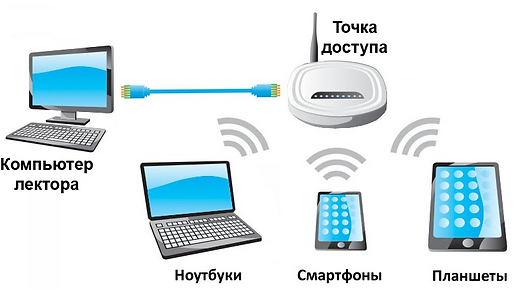 Точка
доступа
Компьютер
лектора
Ноутбуки
Смартфоны
Планшеты